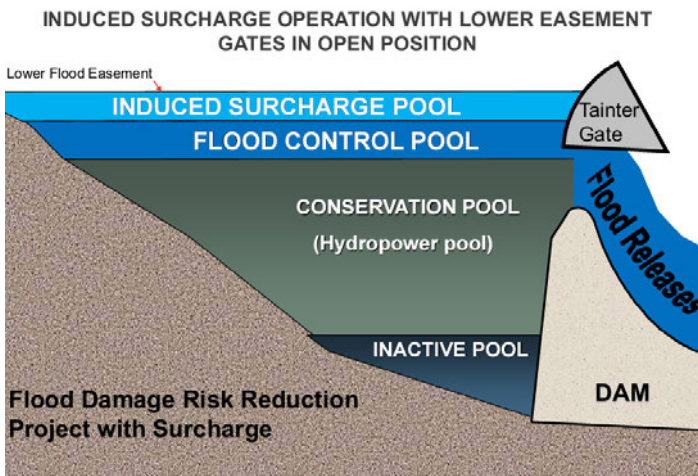 INDUCED SURCHARGE OPERATION WITH LOWER EASEMENT
GATES IN OPEN POSITION
Lower Flood Easement
INDUCED SURCHARGE POOL
Tainter
Gate
FLOOD CONTROL POOL
CONSERVATION POOL
(Hydropower pool)
Flood Releases
INACTIVE POOL
DAM
Flood Damage Risk Reduction
Project with Surcharge